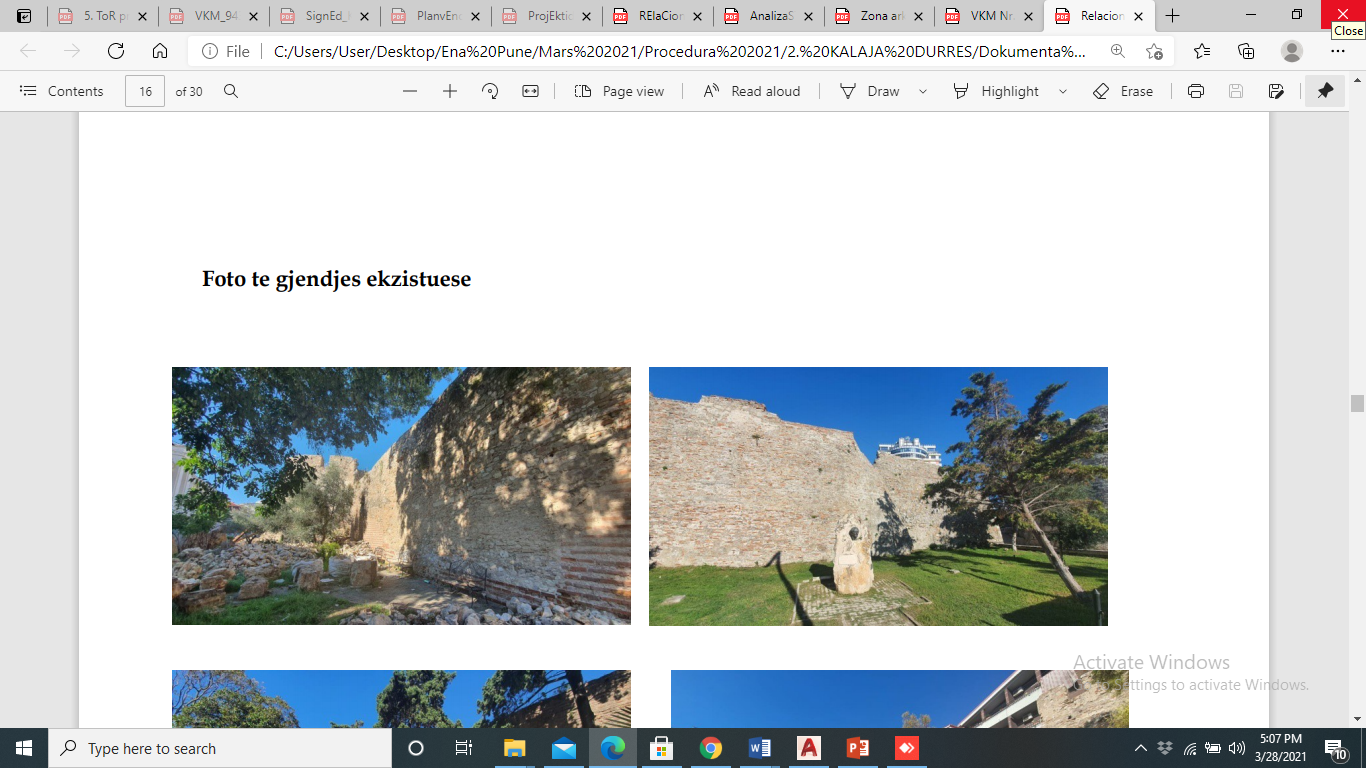 5. ToR p
VKM_94
SignEd_
PlanvEn
ProjEktic
RElaCior
AnalizaS
Zona ark
VKM Nr.
Relacion
Close
File
C:/Users/User/Desktop/Ena%20Pune/Mars%202021/Procedura%202021/2.%20KALAJA%20DURRES/Dokumenta%...
Contents
16
of 30
Page view
Read aloud
Draw
Highlight
Erase
Foto te gjendjes ekzistuese
Activate Windows
ttings to activate Windows.
Type here to search
5:07 PM
3/28/2021
10